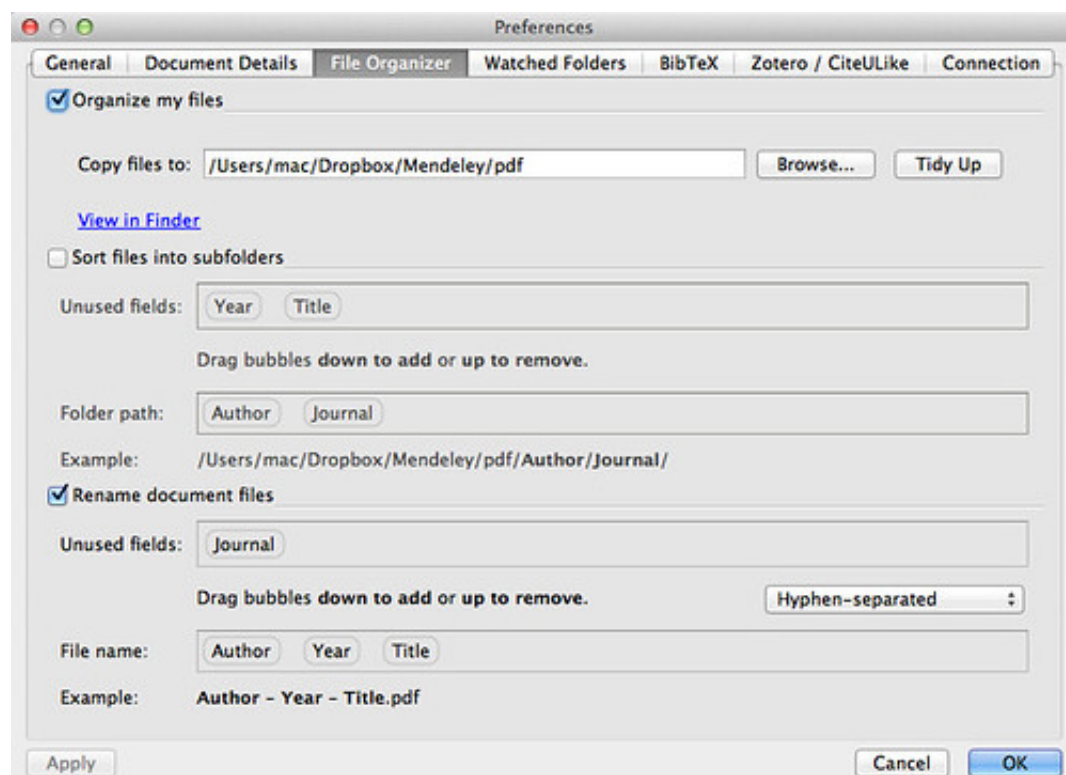 Preferences
General Document Details File Organizer Watched Folders BibTeX Zotero / CiteULike Connection
Organize my files
Copy files to: /Users/mac/Dropbox/Mendeley/pdf Browse... Tidy Up
View in Finder
Sort files into subfolders
Unused fields: Year Title
Drag bubbles down to add or up to remove.
Folder path: Author Journal
Example: /Users/mac/Dropbox/Mendeley/pdf/Author/Journal/
Rename document files
Unused fields: Journal
Drag bubbles down to add or up to remove. Hyphen-separated
File name: Author Year Title
Example: Author - Year - Title.pdf
Apply Cancel OK